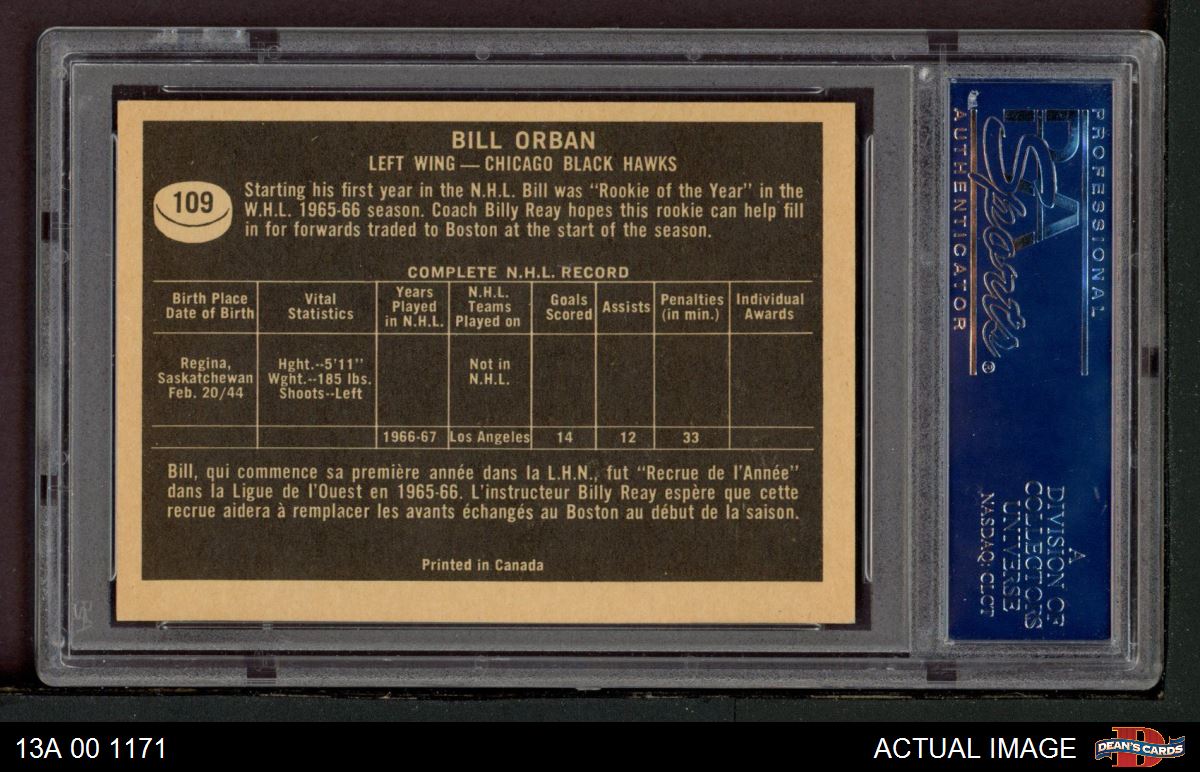 BILL ORBAN
LEFT WING — CHICAGO BLACK HAWKS
109
Starting his first year in the N.H.L. Bill was "Rookie of the Year" in the
W.H.L. 1965-66 season. Coach Billy Reay hopes this rookie can help fill
in for forwards traded to Boston at the start of the season.
COMPLETE N.H.L. RECORD
Birth Place
Date of Birth
Vital
Statistics
Years
Played
in N.H.L.
N.H.L.
Teams
Played on
Goals
Scored
Assists
Penalties
(in min.)
Individual
Awards
Regina,
Saskatchewan
Feb. 20/44
Hght.--5'11"
Wght.--185 lbs.
Shoots--Left
Not in
N.H.L.
1966-67 Los Angeles 14 12 33
Bill, qui commence sa première année dans la L.H.N., fut "Recrue de l'Année"
dans la Ligue de l'Ouest en 1965-66. L'instructeur Billy Reay espère que cette
recrue aidera à remplacer les avants échangés au Boston au début de la saison.
Printed in Canada
PROFESSIONAL
PSA
Sports®
AUTHENTICATOR
A
DIVISION OF
COLLECTORS
UNIVERSE
NASDAQ: CLCT
13A 00 1171
ACTUAL IMAGE
D
DEAN'S CARDS